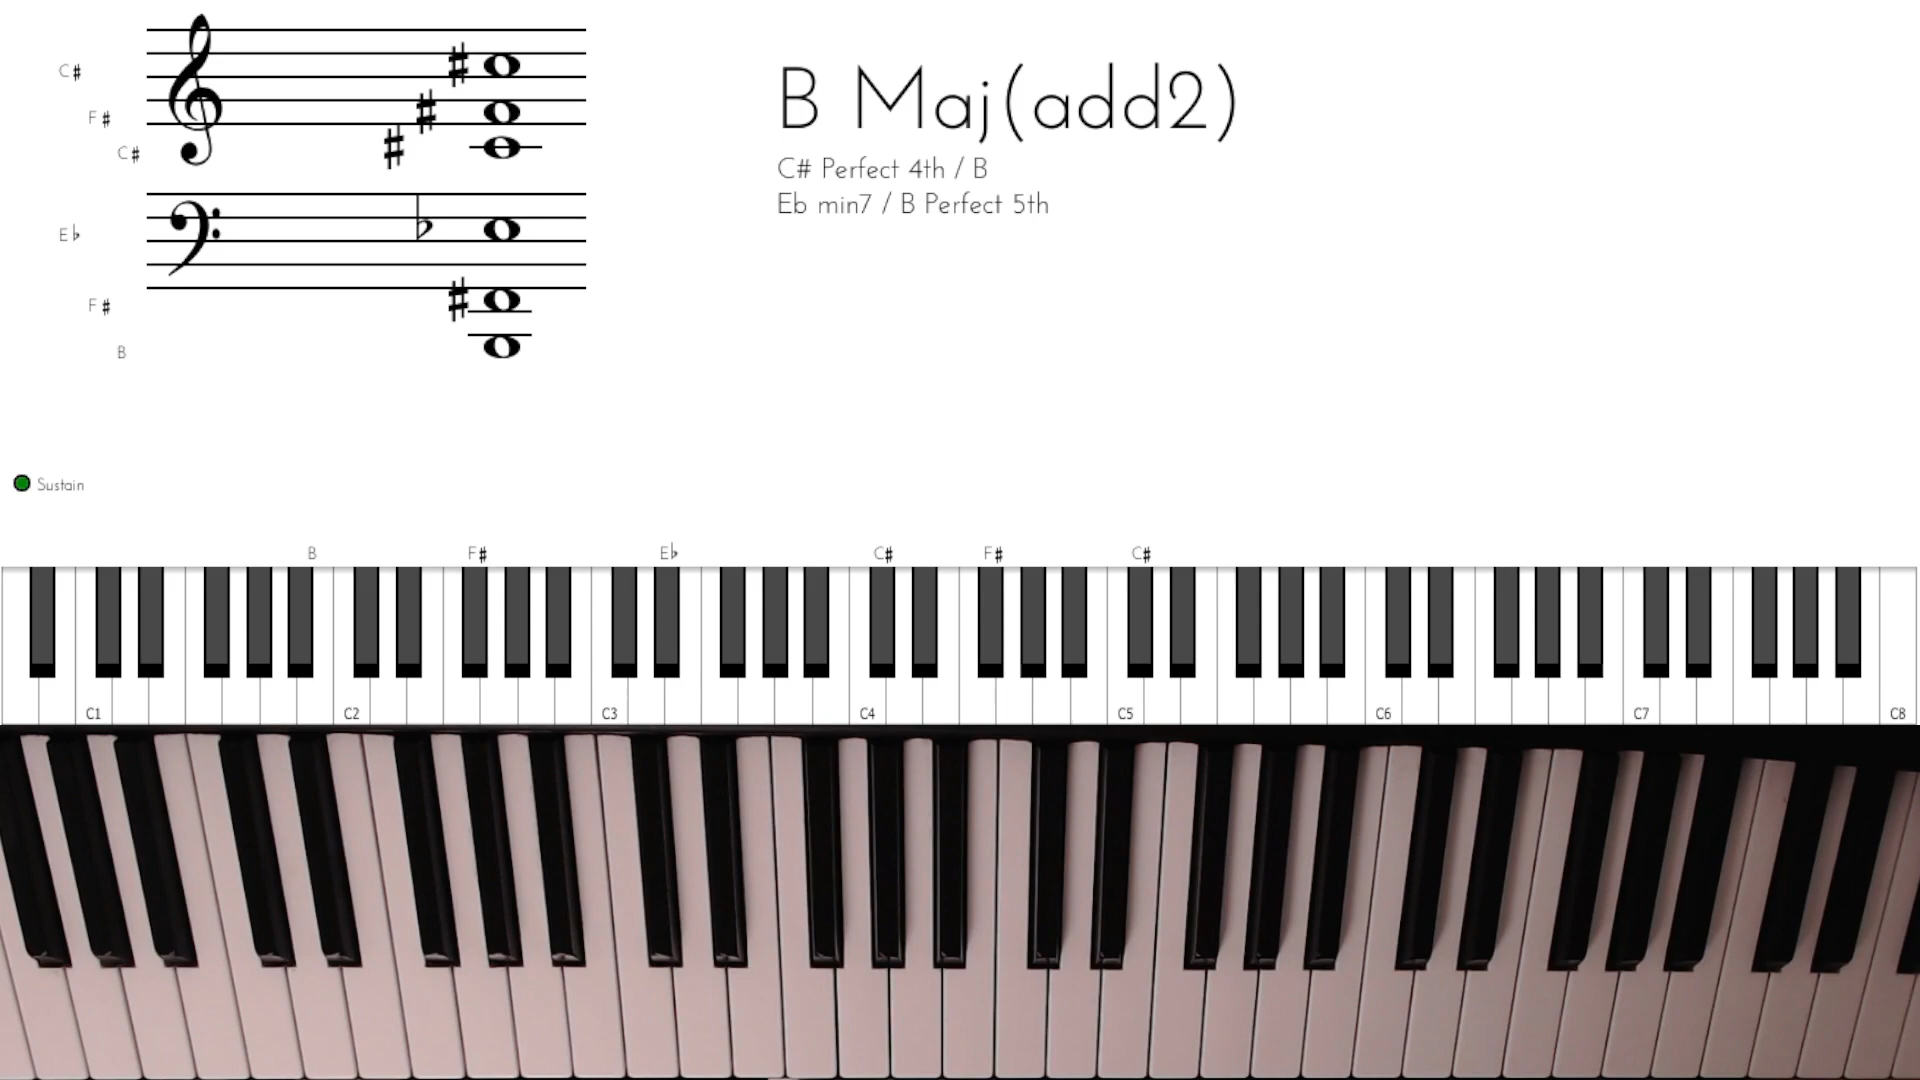 C♯
F♯
C♯
E♭
F♯
B
B Maj(add2)
C# Perfect 4th / B
Eb min7 / B Perfect 5th
Sustain
B F♯ E♭ C♯ F♯ C♯
C1 C2 C3 C4 C5 C6 C7 C8